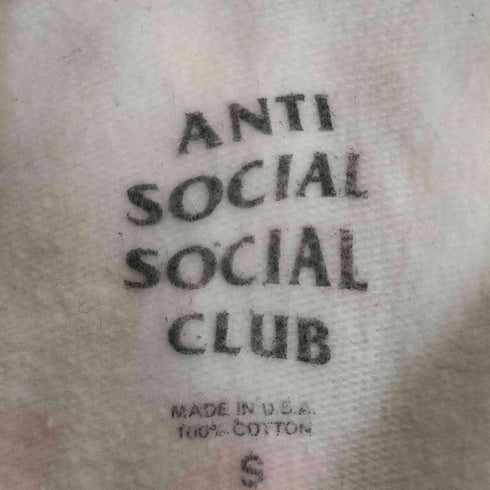 ANTI
SOCIAL
SOCIAL
CLUB
MADE IN U.S.A.
100% COTTON
S